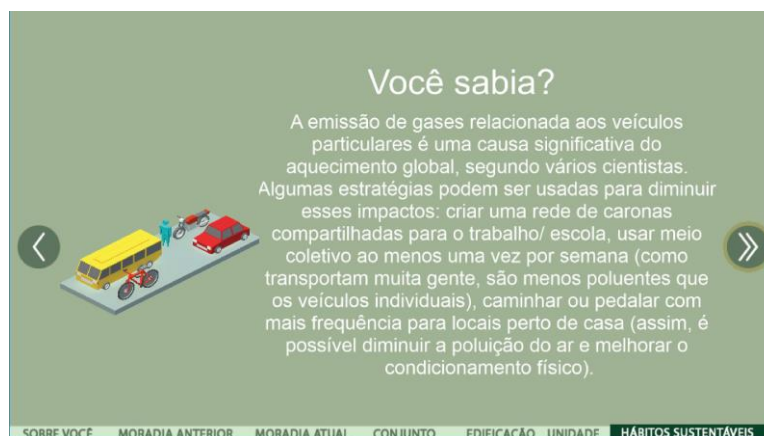 Você sabia?
A emissão de gases relacionada aos veículos
particulares é uma causa significativa do
aquecimento global, segundo vários cientistas.
Algumas estratégias podem ser usadas para diminuir
esses impactos: criar uma rede de caronas
compartilhadas para o trabalho/ escola, usar meio
coletivo ao menos uma vez por semana (como
transportam muita gente, são menos poluentes que
os veículos individuais), caminhar ou pedalar com
mais frequência para locais perto de casa (assim, é
possível diminuir a poluição do ar e melhorar o
condicionamento físico).
SOBRE VOCÊ MORADIA ANTERIOR MORADIA ATUAL CONJUNTO EDIFICAÇÃO UNIDADE HÁBITOS SUSTENTÁVEIS